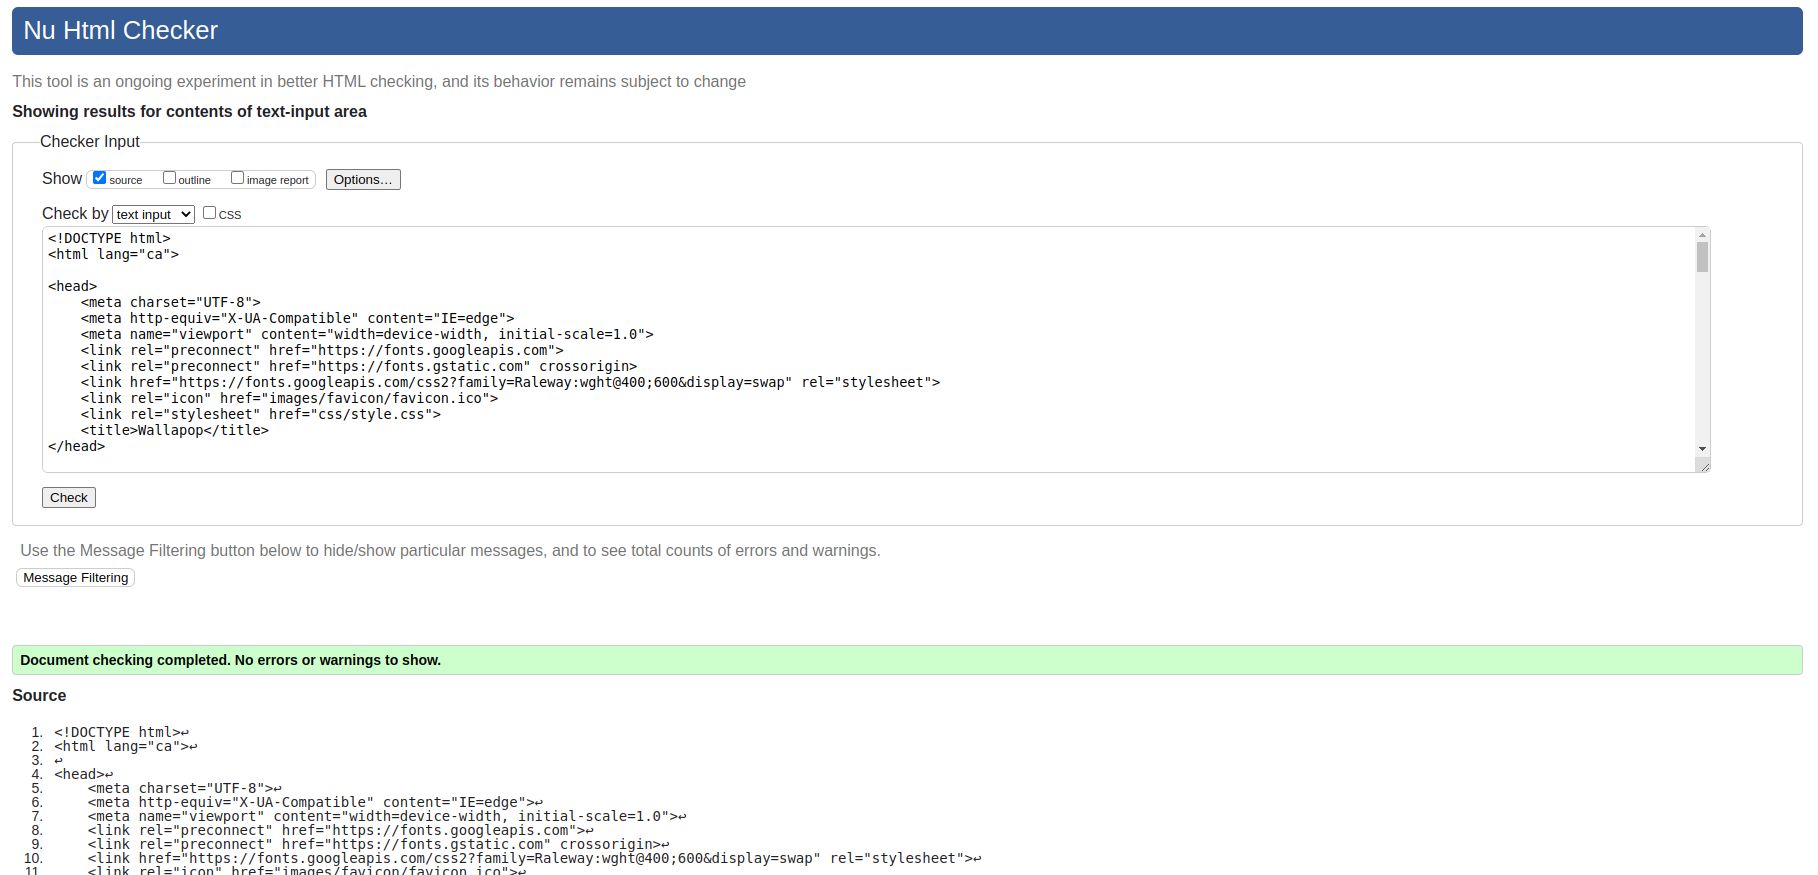 Nu Html Checker
This tool is an ongoing experiment in better HTML checking, and its behavior remains subject to change
Showing results for contents of text-input area
Checker Input
Show source outline image report Options...
Check by text input CSS
<!DOCTYPE html>
<html lang="ca">
<head>
    <meta charset="UTF-8">
    <meta http-equiv="X-UA-Compatible" content="IE=edge">
    <meta name="viewport" content="width=device-width, initial-scale=1.0">
    <link rel="preconnect" href="https://fonts.googleapis.com">
    <link rel="preconnect" href="https://fonts.gstatic.com" crossorigin>
    <link href="https://fonts.googleapis.com/css2?family=Raleway:wght@400;600&display=swap" rel="stylesheet">
    <link rel="icon" href="images/favicon/favicon.ico">
    <link rel="stylesheet" href="css/style.css">
    <title>Wallapop</title>
</head>
Check
Use the Message Filtering button below to hide/show particular messages, and to see total counts of errors and warnings.
Message Filtering
Document checking completed. No errors or warnings to show.
Source
1. <!DOCTYPE html>↩
2. <html lang="ca">↩
3. ↩
4. <head>↩
5.     <meta charset="UTF-8">↩
6.     <meta http-equiv="X-UA-Compatible" content="IE=edge">↩
7.     <meta name="viewport" content="width=device-width, initial-scale=1.0">↩
8.     <link rel="preconnect" href="https://fonts.googleapis.com">↩
9.     <link rel="preconnect" href="https://fonts.gstatic.com" crossorigin>↩
10.     <link href="https://fonts.googleapis.com/css2?family=Raleway:wght@400;600&display=swap" rel="stylesheet">↩
11.     <link rel="icon" href="images/favicon/favicon.ico">↩